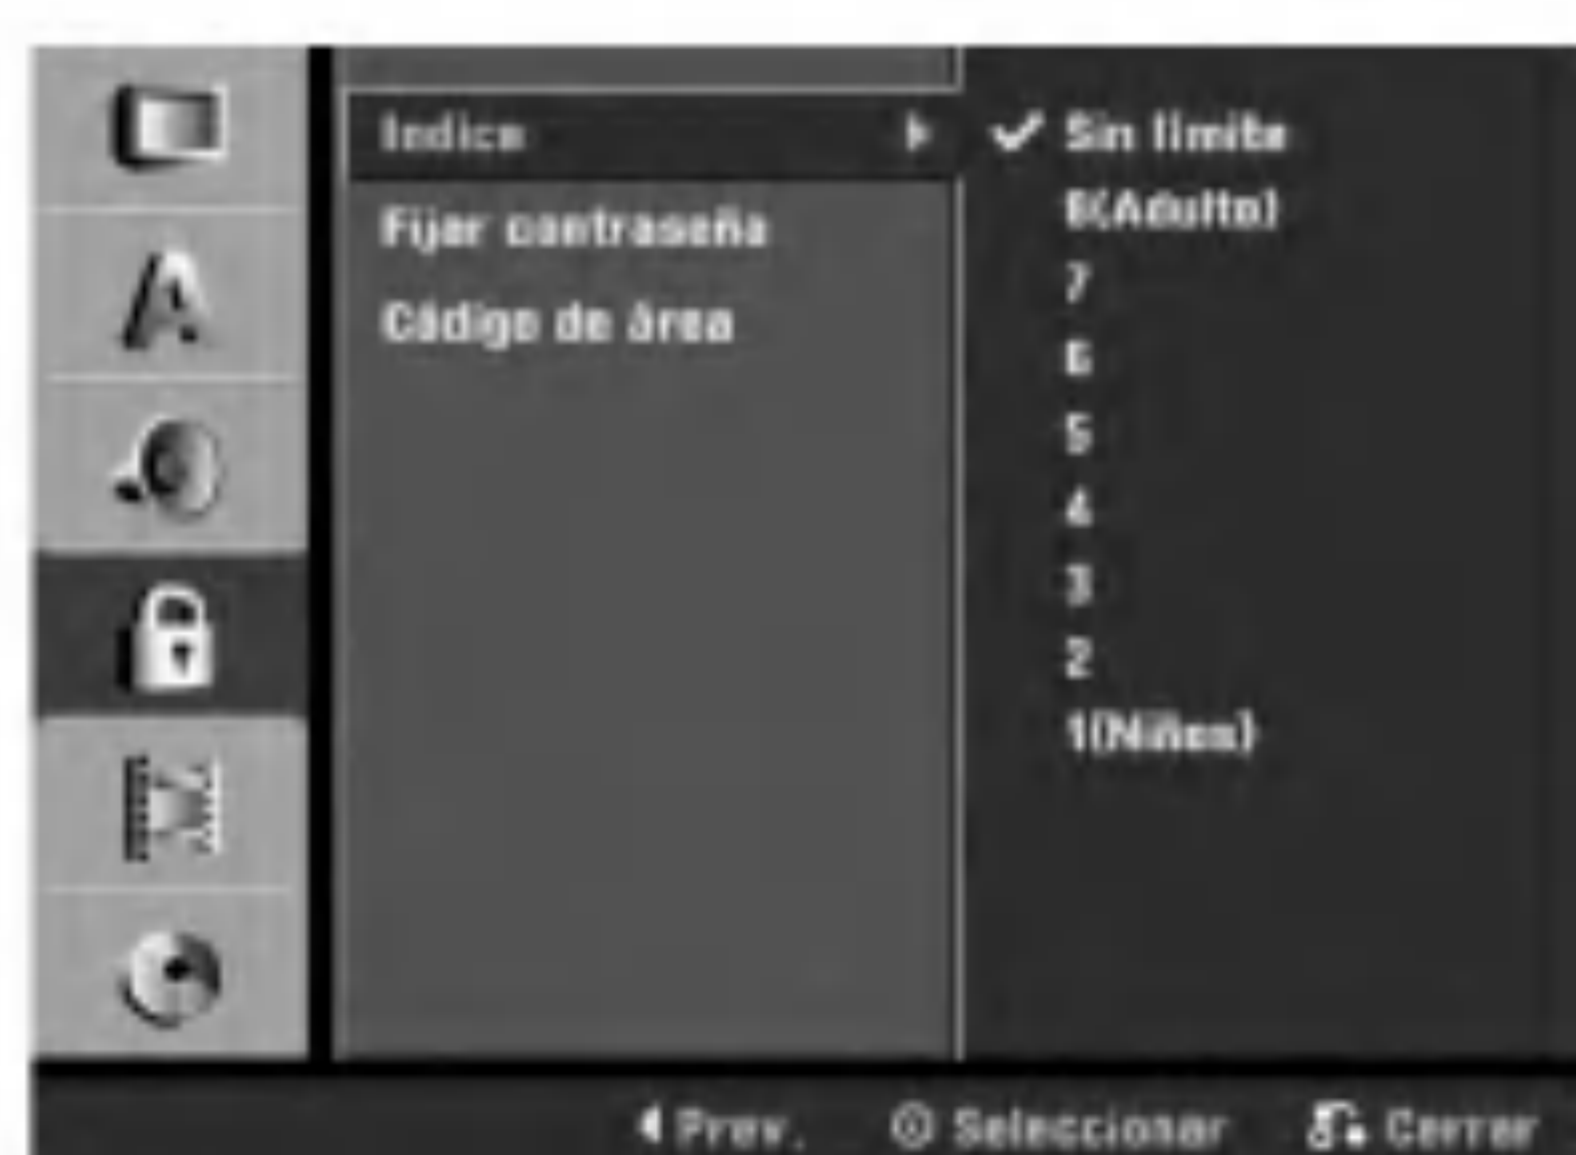 Indice
Fijar contraseña
Código de área
Sin límite
8(Adulto)
7
6
5
4
3
2
1(Niños)
Prev.
Seleccionar
Cerrar